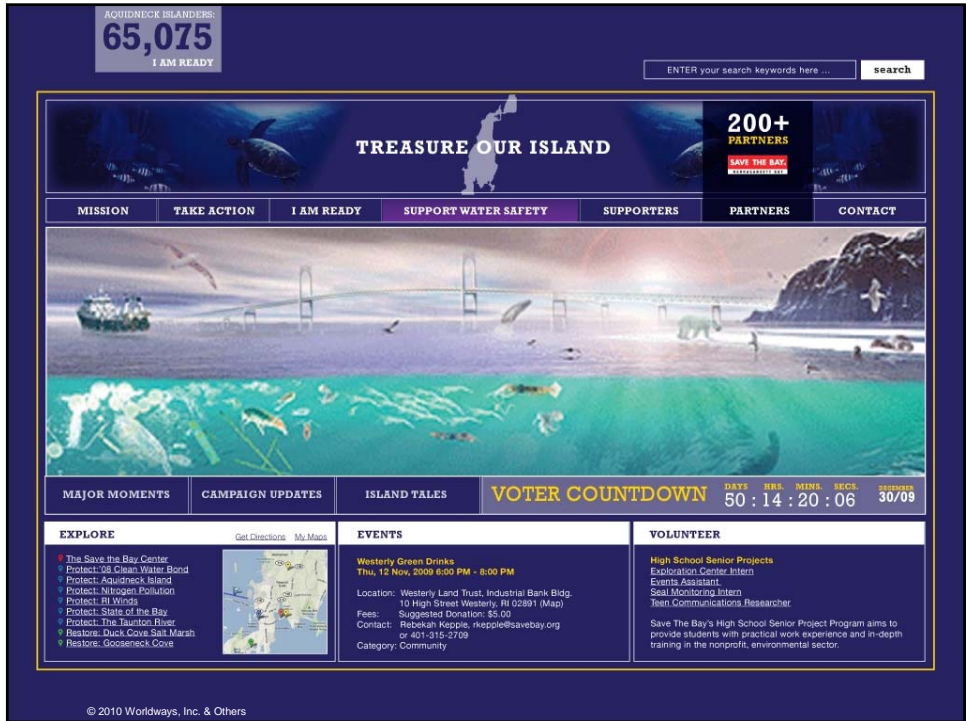 AQUIDNECK ISLANDERS:
65,075
I AM READY
ENTER your search keywords here ...
search
TREASURE OUR ISLAND
200+
PARTNERS
SAVE THE BAY.
NARRAGANSETT BAY
MISSION
TAKE ACTION
I AM READY
SUPPORT WATER SAFETY
SUPPORTERS
PARTNERS
CONTACT
MAJOR MOMENTS
CAMPAIGN UPDATES
ISLAND TALES
VOTER COUNTDOWN
DAYS HRS. MINS. SECS.
50 : 14 : 20 : 06
DECEMBER
30/09
EXPLORE
Get Directions
My Maps
The Save the Bay Center
Protect:'08 Clean Water Bond
Protect: Aquidneck Island
Protect: Nitrogen Pollution
Protect: RI Winds
Protect: State of the Bay
Protect: The Taunton River
Restore: Duck Cove Salt Marsh
Restore: Gooseneck Cove
EVENTS
Westerly Green Drinks
Thu, 12 Nov, 2009 6:00 PM - 8:00 PM
Location: Westerly Land Trust, Industrial Bank Bldg.
10 High Street Westerly, RI 02891 (Map)
Fees: Suggested Donation: $5.00
Contact: Rebekah Kepple, rkepple@savebay.org
or 401-315-2709
Category: Community
VOLUNTEER
High School Senior Projects
Exploration Center Intern
Events Assistant
Seal Monitoring Intern
Teen Communications Researcher
Save The Bay's High School Senior Project Program aims to
provide students with practical work experience and in-depth
training in the nonprofit, environmental sector.
© 2010 Worldways, Inc. & Others